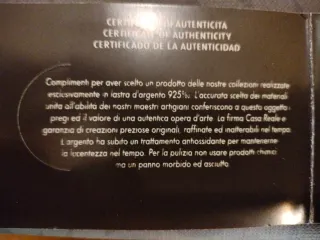 CERTIFICATO DI AUTENTICITÀ
CERTIFICATE OF AUTHENTICITY
CERTIFICADO DE LA AUTENTICIDAD
Complimenti per aver scelto un prodotto delle nostre collezioni realizzate
esclusivamente in lastra d'argento 925‰. L'accurata scelta dei materiali
unita all'abilità dei nostri maestri artigiani conferiscono a questo oggetto i
pregi ed il valore di una autentica opera d'arte. La firma Casa Reale è
garanzia di creazioni preziose originali, raffinate ed inalterabili nel tempo.
L'argento ha subito un trattamento antiossidante per mantenerne
la lucentezza nel tempo. Per la pulizia non usare prodotti chimici
ma un panno morbido ed asciutto.